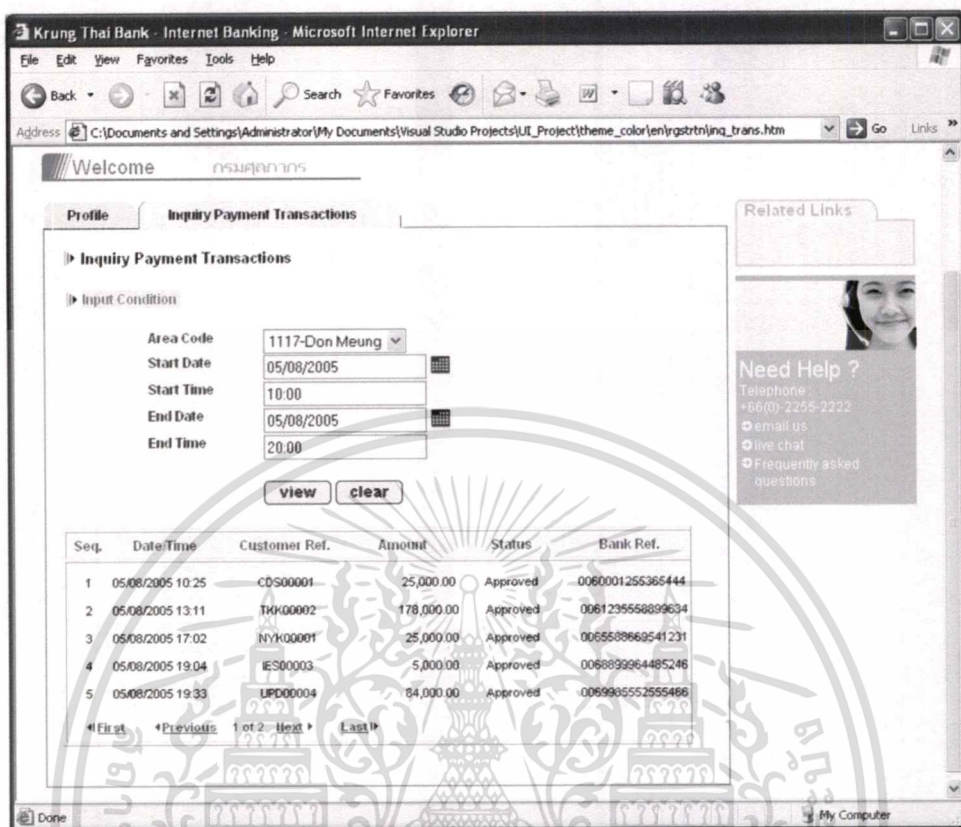 Krung Thai Bank - Internet Banking - Microsoft Internet Explorer
File Edit View Favorites Tools Help
Back Search Favorites
Address C:\Documents and Settings\Administrator\My Documents\Visual Studio Projects\UI_Project\theme_color\en\rgstrtn\inq_trans.htm Go Links »
Welcome กรมศุลกากร
Profile Inquiry Payment Transactions
Related Links
Inquiry Payment Transactions
Input Condition
Area Code 1117-Don Meung
Start Date 05/08/2005
Start Time 10:00
End Date 05/08/2005
End Time 20:00
view clear
Need Help ?
Telephone :
+66(0)-2255-2222
email us
live chat
Frequently asked
questions
Seq. Date/Time Customer Ref. Amount Status Bank Ref.
1 05/08/2005 10:25 CDS00001 25,000.00 Approved 0060001255365444
2 05/08/2005 13:11 TKK00002 178,000.00 Approved 0061235558899634
3 05/08/2005 17:02 NYK00001 25,000.00 Approved 0065588669541231
4 05/08/2005 19:04 IES00003 5,000.00 Approved 0068899964485246
5 05/08/2005 19:33 UPD00004 84,000.00 Approved 0069985552555466
First Previous 1 of 2 Next Last
Done My Computer